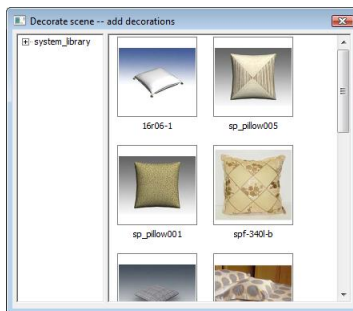 Decorate scene -- add decorations
system_library
16r06-1
sp_pillow005
sp_pillow001
spf-340l-b